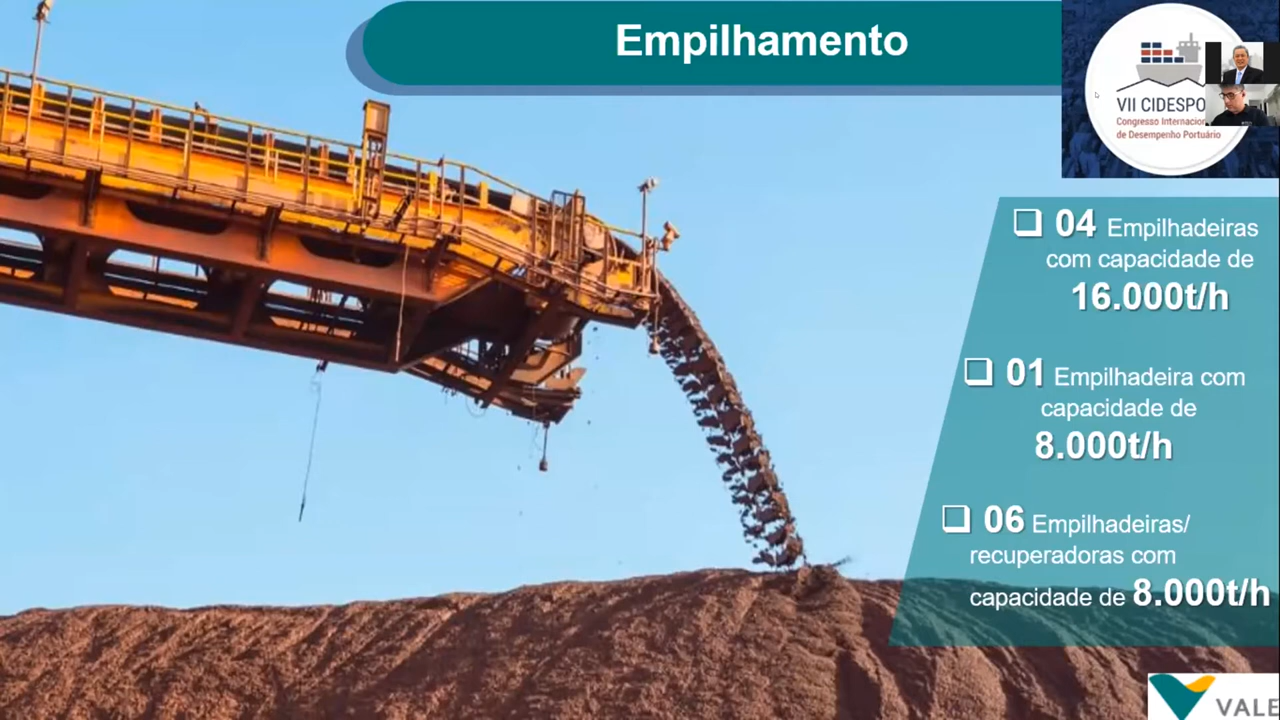 Empilhamento
VII CIDESPO
Congresso
de Desempenho Portuário
❑ 04 Empilhadeiras
com capacidade de
16.000t/h
❑ 01 Empilhadeira com
capacidade de
8.000t/h
❑ 06 Empilhadeiras/
recuperadoras com
capacidade de 8.000t/h
VALE